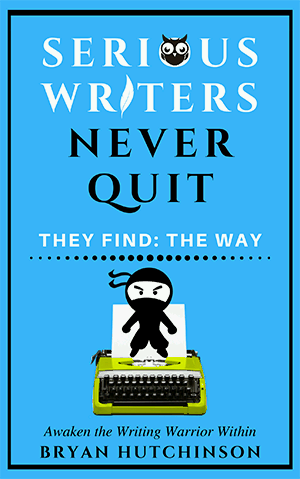 SERIOUS
WRITERS
NEVER
QUIT
THEY FIND: THE WAY
Awaken the Writing Warrior Within
BRYAN HUTCHINSON